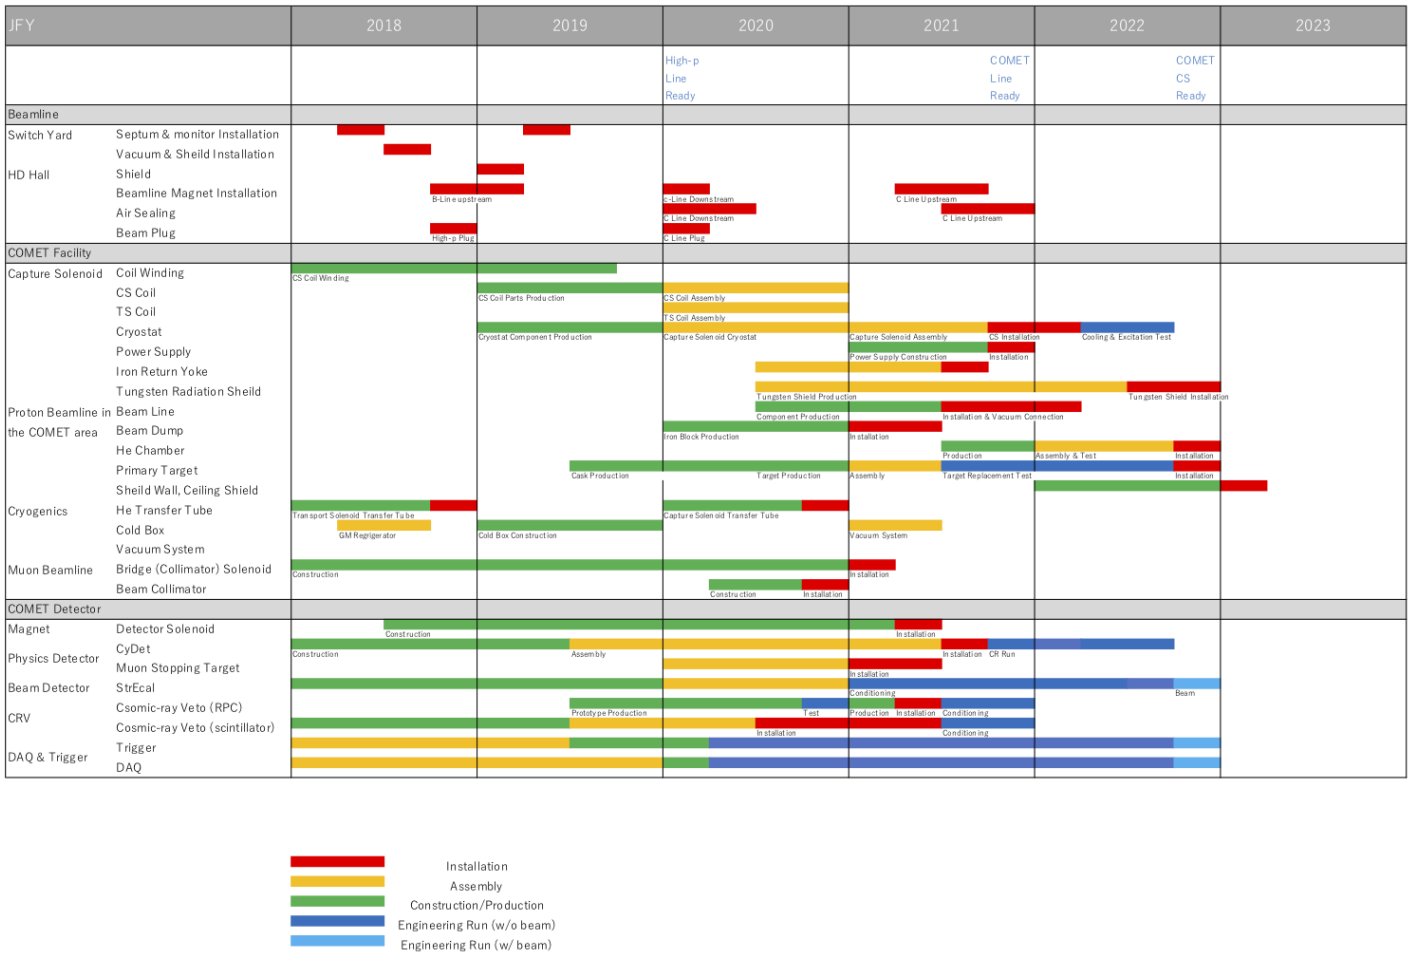 JFY 2018 2019 2020 2021 2022 2023
High-p COMET COMET
Line Line CS
Ready Ready Ready
Beamline
Switch Yard Septum & monitor Installation
Vacuum & Sheild Installation
HD Hall Shield
Beamline Magnet Installation
B-Line upstream c-Line Downstream C Line Upstream
Air Sealing
C Line Downstream C Line Upstream
Beam Plug
High-p Plug C Line Plug
COMET Facility
Capture Solenoid Coil Winding
CS Coil Winding
CS Coil
CS Coil Parts Production CS Coil Assembly
TS Coil
TS Coil Assembly
Cryostat
Cryostat Component Production Capture Solenoid Cryostat Capture Solenoid Assembly CS Installation Cooling & Excitation Test
Power Supply
Power Supply Construction Installation
Iron Return Yoke
Tungsten Radiation Sheild
Tungsten Shield Production Tungsten Shield Installation
Proton Beamline in Beam Line
the COMET area
Component Production Installation & Vacuum Connection
Beam Dump
Iron Block Production Installation
He Chamber
Production Assembly & Test Installation
Primary Target
Cask Production Target Production Assembly Target Replacement Test Installation
Sheild Wall, Ceiling Shield
Cryogenics He Transfer Tube
Transport Solenoid Transfer Tube Capture Solenoid Transfer Tube
Cold Box
GM Regrigerator Cold Box Construction Vacuum System
Vacuum System
Muon Beamline Bridge (Collimator) Solenoid
Construction Installation
Beam Collimator
Construction Installation
COMET Detector
Magnet Detector Solenoid
Construction Installation
Physics Detector CyDet
Construction Assembly Installation CR Run
Muon Stopping Target
Installation
Beam Detector StrEcal
Conditioning Beam
CRV Csomic-ray Veto (RPC)
Prototype Production Test Production Installation Conditioning
Cosmic-ray Veto (scintillator)
Installation Conditioning
DAQ & Trigger Trigger
DAQ
Installation
Assembly
Construction/Production
Engineering Run (w/o beam)
Engineering Run (w/ beam)